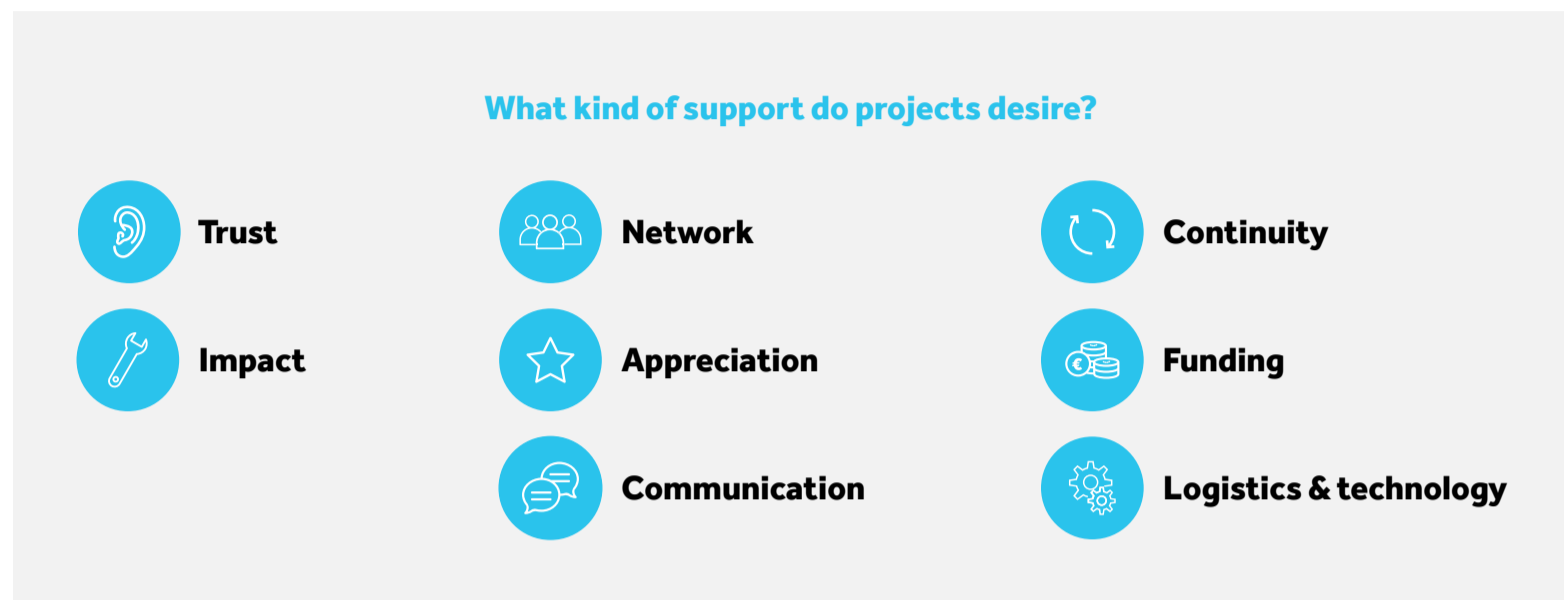 What kind of support do projects desire?
Trust
Network
Continuity
Impact
Appreciation
€
Funding
Communication
Logistics & technology